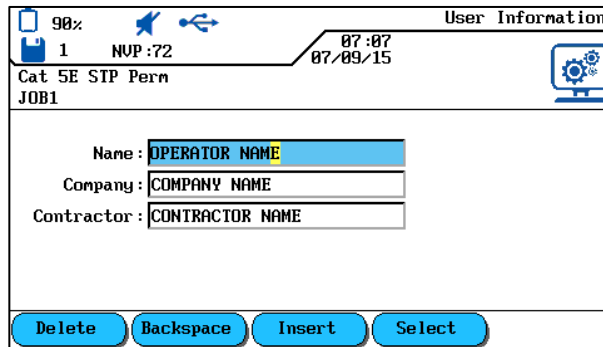 90% User Information
1 NVP:72 07:07
07/09/15
Cat 5E STP Perm
JOB1
Name: OPERATOR NAME
Company: COMPANY NAME
Contractor: CONTRACTOR NAME
Delete Backspace Insert Select